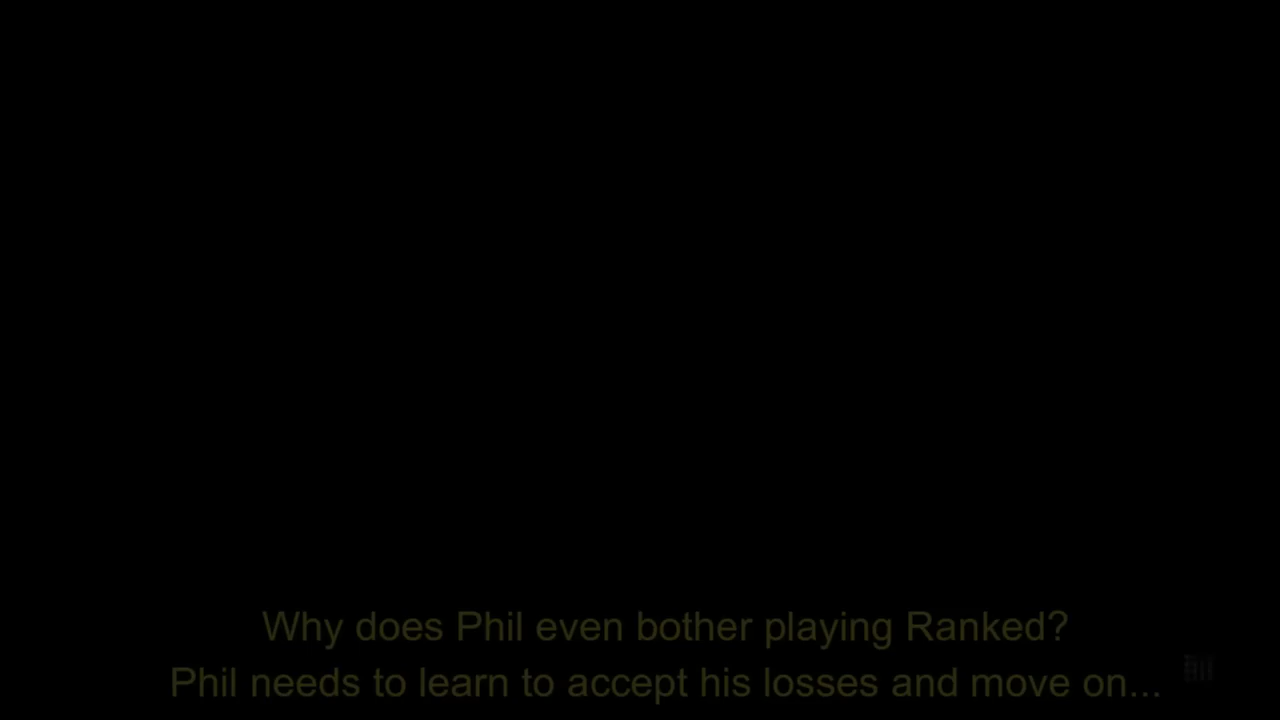 Why does Phil even bother playing Ranked?
Phil needs to learn to accept his losses and move on...